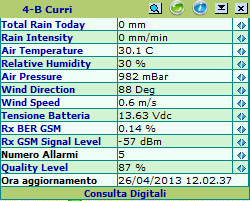 4-B Curri
Total Rain Today 0 mm
Rain Intensity 0 mm/min
Air Temperature 30.1 C
Relative Humidity 30 %
Air Pressure 982 mBar
Wind Direction 88 Deg
Wind Speed 0.6 m/s
Tensione Batteria 13.63 Vdc
Rx BER GSM 0.14 %
Rx GSM Signal Level -57 dBm
Numero Allarmi 5
Quality Level 87 %
Ora aggiornamento 26/04/2013 12.02.37
Consulta Digitali